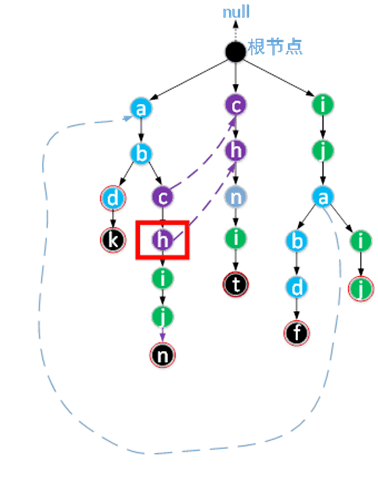 null
根节点
a c i
b h j
d c n a
k h i b i
i t d j
j f
n